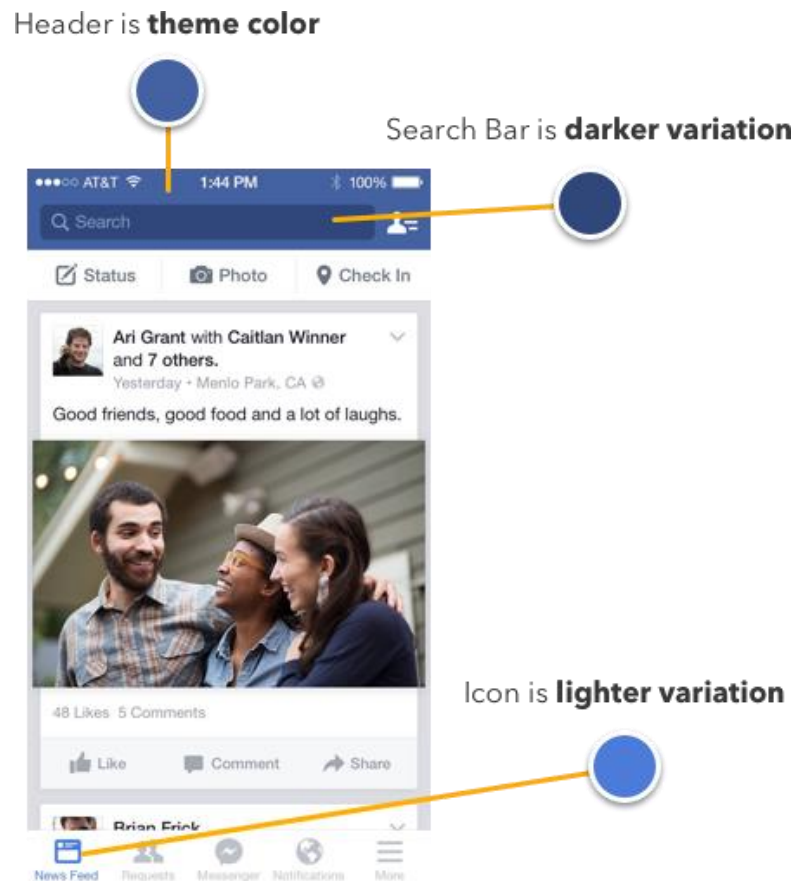 Header is theme color
Search Bar is darker variation
AT&T 1:44 PM 100%
Search
Status Photo Check In
Ari Grant with Caitlan Winner
and 7 others.
Yesterday • Menlo Park, CA
Good friends, good food and a lot of laughs.
Icon is lighter variation
48 Likes 5 Comments
Like Comment Share
Brian Frick
News Feed Requests Messenger Notifications More